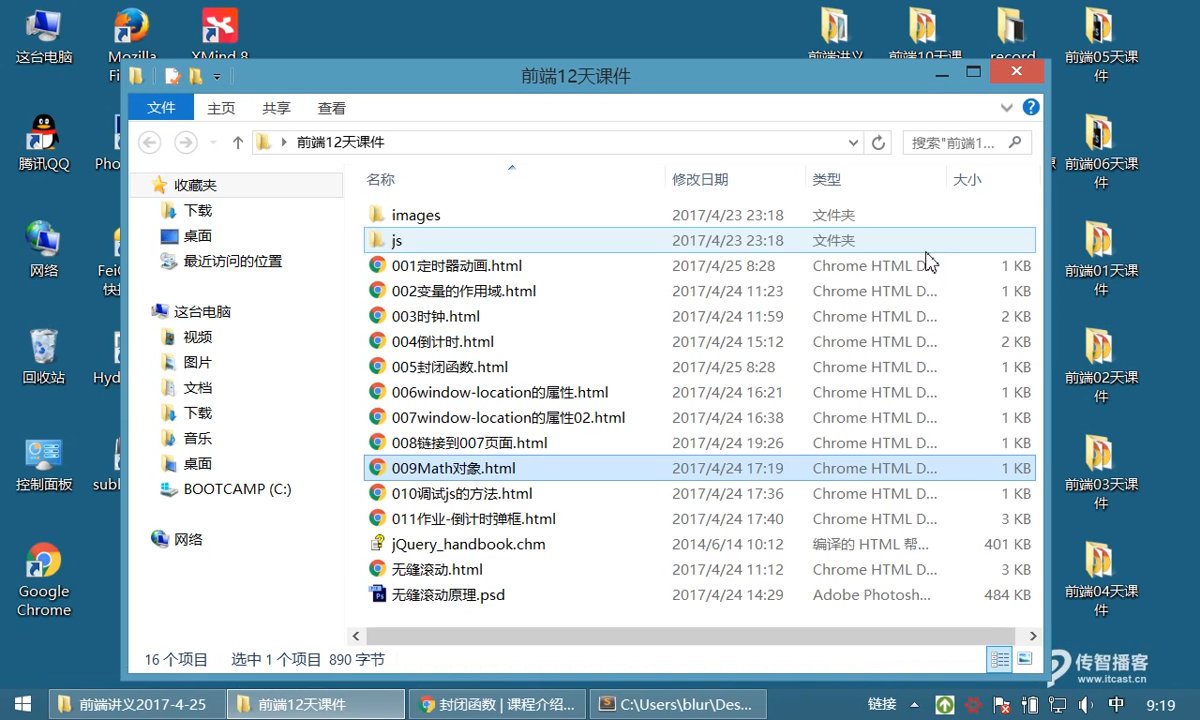 这台电脑
Mozilla
Fi
XMind 8
前端讲义
前端10天课
record
前端05天课
件
前端12天课件
文件
主页
共享
查看
前端12天课件
搜索"前端1...
腾讯QQ
Pho
前端06天课
件
收藏夹
下载
桌面
最近访问的位置
名称
修改日期
类型
大小
images 2017/4/23 23:18 文件夹
js 2017/4/23 23:18 文件夹
001定时器动画.html 2017/4/25 8:28 Chrome HTML D... 1 KB
002变量的作用域.html 2017/4/24 11:23 Chrome HTML D... 1 KB
003时钟.html 2017/4/24 11:59 Chrome HTML D... 2 KB
004倒计时.html 2017/4/24 15:12 Chrome HTML D... 2 KB
005封闭函数.html 2017/4/25 8:28 Chrome HTML D... 1 KB
006window-location的属性.html 2017/4/24 16:21 Chrome HTML D... 1 KB
007window-location的属性02.html 2017/4/24 16:38 Chrome HTML D... 1 KB
008链接到007页面.html 2017/4/24 19:26 Chrome HTML D... 1 KB
009Math对象.html 2017/4/24 17:19 Chrome HTML D... 1 KB
010调试js的方法.html 2017/4/24 17:36 Chrome HTML D... 1 KB
011作业-倒计时弹框.html 2017/4/24 17:40 Chrome HTML D... 3 KB
jQuery_handbook.chm 2014/6/14 10:12 编译的 HTML 帮... 401 KB
无缝滚动.html 2017/4/24 11:12 Chrome HTML D... 3 KB
无缝滚动原理.psd 2017/4/24 14:29 Adobe Photosh... 484 KB
网络
FeiG
快
前端01天课
件
这台电脑
视频
图片
文档
下载
音乐
桌面
BOOTCAMP (C:)
网络
回收站
Hyd
前端02天课
件
控制面板
subl
前端03天课
件
Google
Chrome
前端04天课
件
16 个项目
选中 1 个项目 890 字节
传智播客
www.itcast.cn
前端讲义2017-4-25
前端12天课件
封闭函数 | 课程介绍...
C:\Users\blur\Des...
链接
中
9:19